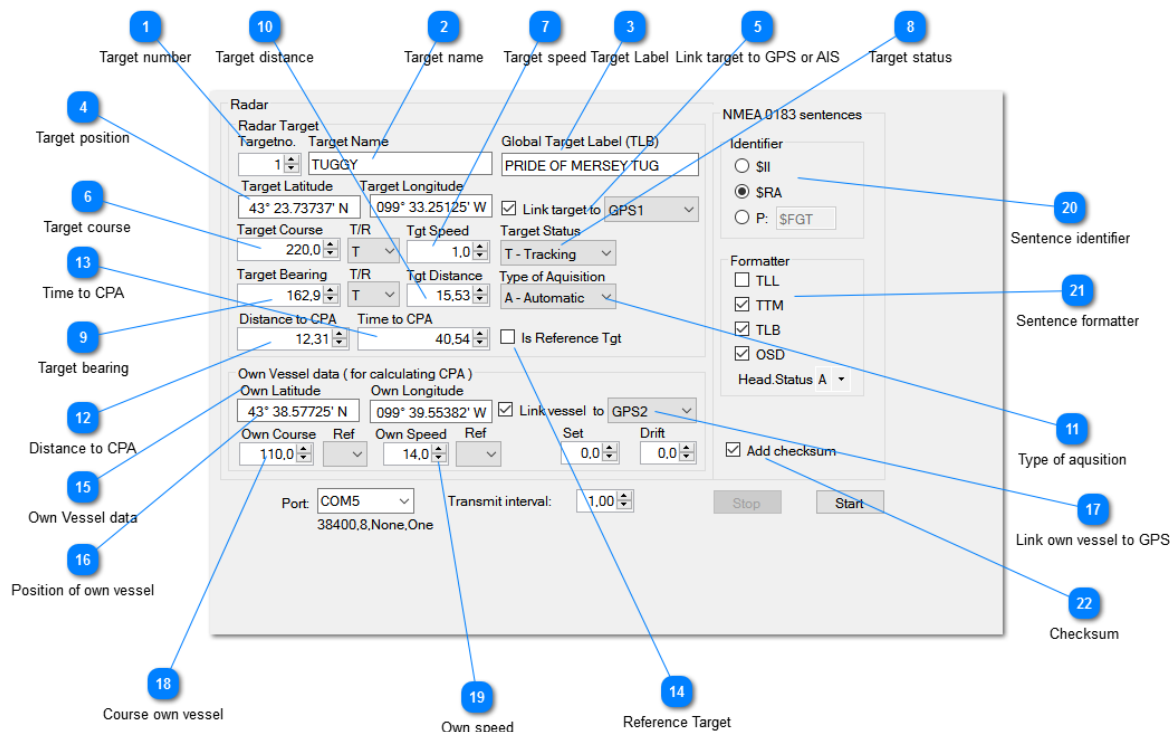 1 10 2 7 3 5 8
Target number Target distance Target name Target speed Target Label Link target to GPS or AIS Target status
4
Target position
6
Target course
13
Time to CPA
9
Target bearing
12
Distance to CPA
15
Own Vessel data
16
Position of own vessel
Radar
Radar Target
Targetno. Target Name Global Target Label (TLB)
1 TUGGY PRIDE OF MERSEY TUG
Target Latitude Target Longitude
43° 23.73737' N 099° 33.25125' W Link target to GPS1
Target Course T/R Tgt Speed Target Status
220,0 T 1,0 T - Tracking
Target Bearing T/R Tgt Distance Type of Aquisition
162,9 T 15,53 A - Automatic
Distance to CPA Time to CPA
12,31 40,54 Is Reference Tgt
Own Vessel data ( for calculating CPA )
Own Latitude Own Longitude
43° 38.57725' N 099° 39.55382' W Link vessel to GPS2
Own Course Ref Own Speed Ref Set Drift
110,0 14,0 0,0 0,0
Port: COM5 Transmit interval: 1,00 Stop Start
38400,8,None,One
NMEA 0183 sentences
Identifier
$II
$RA
P: $FGT
Formatter
TLL
TTM
TLB
OSD
Head.Status A
Add checksum
20
Sentence identifier
21
Sentence formatter
11
Type of aqusition
17
Link own vessel to GPS
22
Checksum
18
Course own vessel
19
Own speed
14
Reference Target